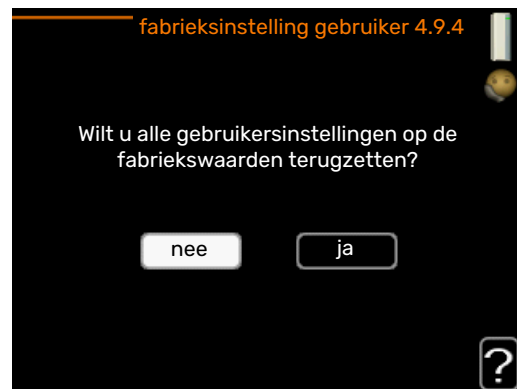 fabrieksinstelling gebruiker 4.9.4
Wilt u alle gebruikersinstellingen op de
fabriekswaarden terugzetten?
nee
ja
?